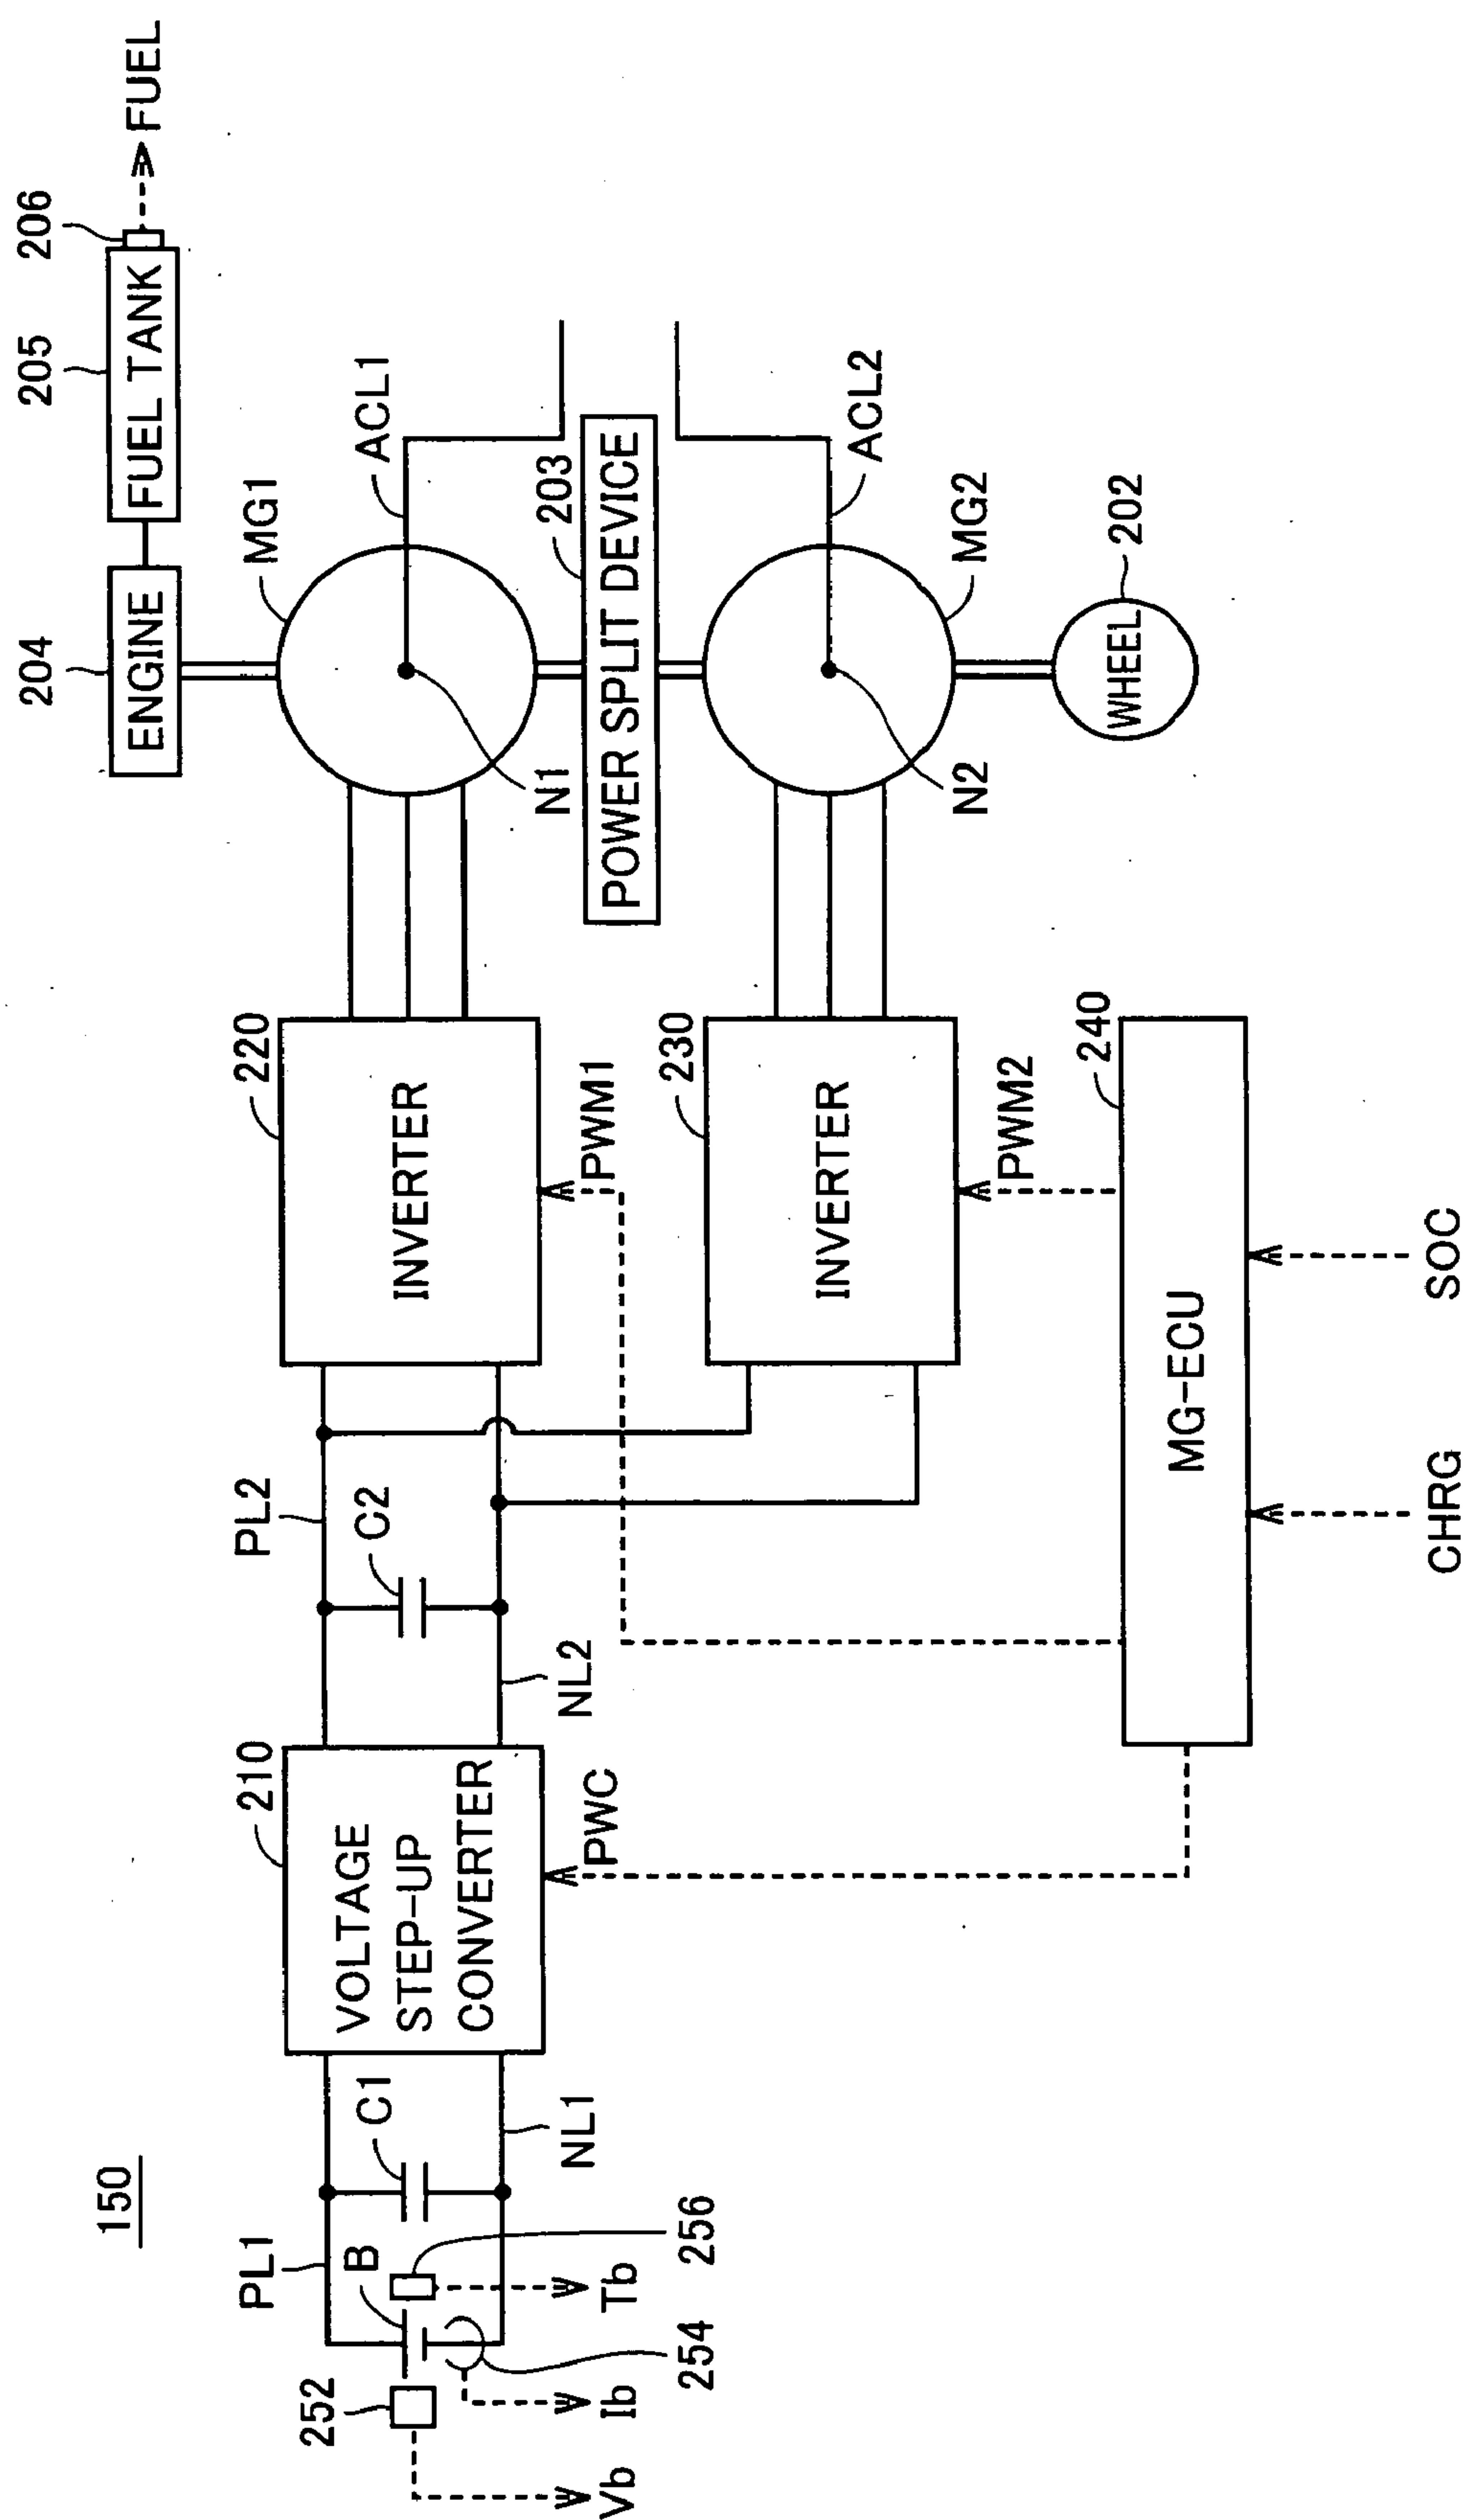 150
PL1
B
C1
NL1
252
Vb
Ib
254
Tb
256
210
VOLTAGE
STEP-UP
CONVERTER
PWC
PL2
C2
NL2
220
INVERTER
PWM1
230
INVERTER
PWM2
240
MG-ECU
CHRG
SOC
204
ENGINE
205
FUEL TANK
206
FUEL
MG1
ACL1
N1
203
POWER SPLIT DEVICE
ACL2
MG2
N2
202
WHEEL